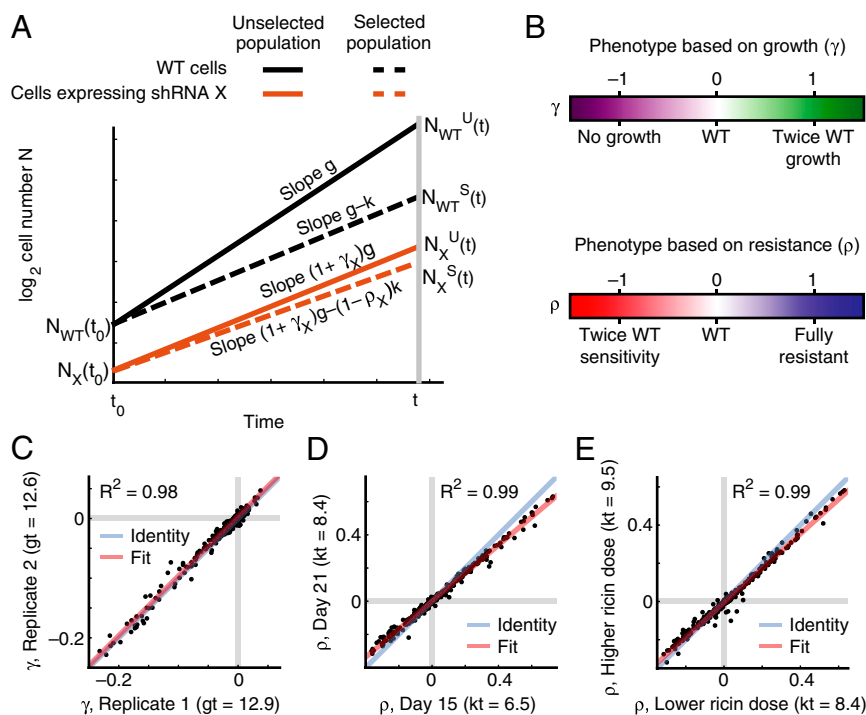 A
Unselected population
Selected population
WT cells
Cells expressing shRNA X
log2 cell number N
NWT(t0)
NX(t0)
Slope g
Slope g–k
Slope (1+ γX)g
Slope (1+ γX)g–(1– ρX)k
NWT^U(t)
NWT^S(t)
NX^U(t)
NX^S(t)
t0
t
Time
B
Phenotype based on growth (γ)
−1 0 1
γ
No growth
WT
Twice WT growth
Phenotype based on resistance (ρ)
−1 0 1
ρ
Twice WT sensitivity
WT
Fully resistant
C
R² = 0.98
Identity
Fit
γ, Replicate 2 (gt = 12.6)
0
−0.2
−0.2 0
γ, Replicate 1 (gt = 12.9)
D
R² = 0.99
Identity
Fit
ρ, Day 21 (kt = 8.4)
0.4
0
0 0.4
ρ, Day 15 (kt = 6.5)
E
R² = 0.99
Identity
Fit
ρ, Higher ricin dose (kt = 9.5)
0.4
0
0 0.4
ρ, Lower ricin dose (kt = 8.4)